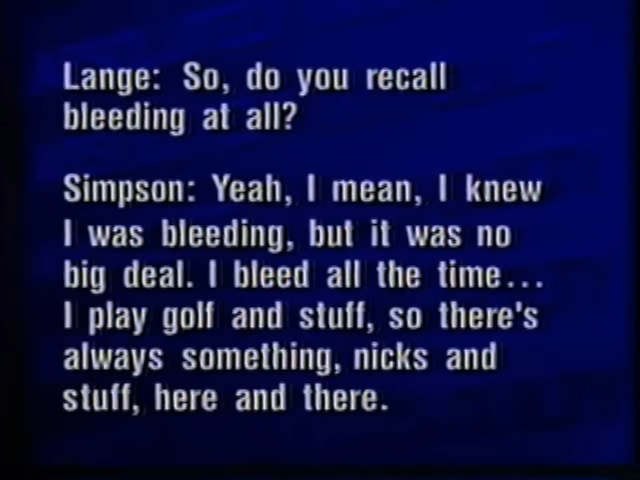 Lange: So, do you recall
bleeding at all?
Simpson: Yeah, I mean, I knew
I was bleeding, but it was no
big deal. I bleed all the time...
I play golf and stuff, so there's
always something, nicks and
stuff, here and there.